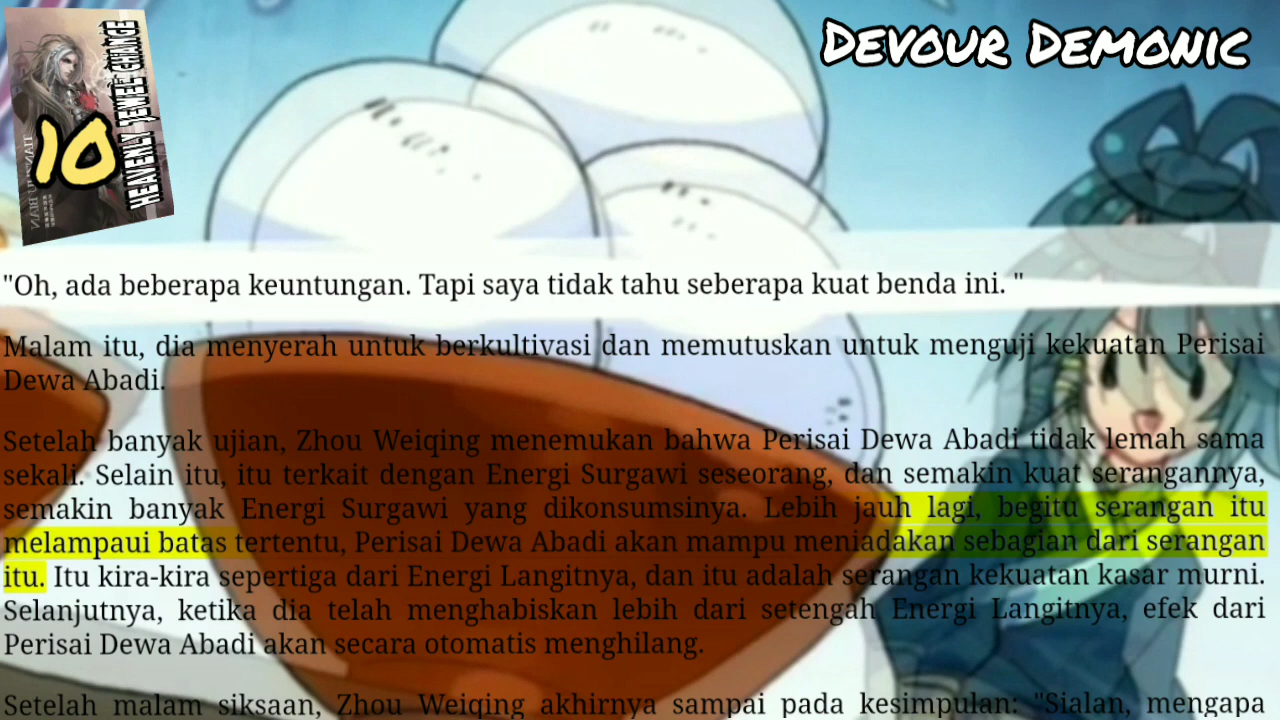 DEVOUR DEMONIC
HEAVENLY JEWEL CHANGE
10
"Oh, ada beberapa keuntungan. Tapi saya tidak tahu seberapa kuat benda ini. "
Malam itu, dia menyerah untuk berkultivasi dan memutuskan untuk menguji kekuatan Perisai
Dewa Abadi.
Setelah banyak ujian, Zhou Weiqing menemukan bahwa Perisai Dewa Abadi tidak lemah sama
sekali. Selain itu, itu terkait dengan Energi Surgawi seseorang, dan semakin kuat serangannya,
semakin banyak Energi Surgawi yang dikonsumsinya. Lebih jauh lagi, begitu serangan itu
melampaui batas tertentu, Perisai Dewa Abadi akan mampu meniadakan sebagian dari serangan
itu. Itu kira-kira sepertiga dari Energi Langitnya, dan itu adalah serangan kekuatan kasar murni.
Selanjutnya, ketika dia telah menghabiskan lebih dari setengah Energi Langitnya, efek dari
Perisai Dewa Abadi akan secara otomatis menghilang.
Setelah malam siksaan, Zhou Weiqing akhirnya sampai pada kesimpulan: "Sialan, mengapa